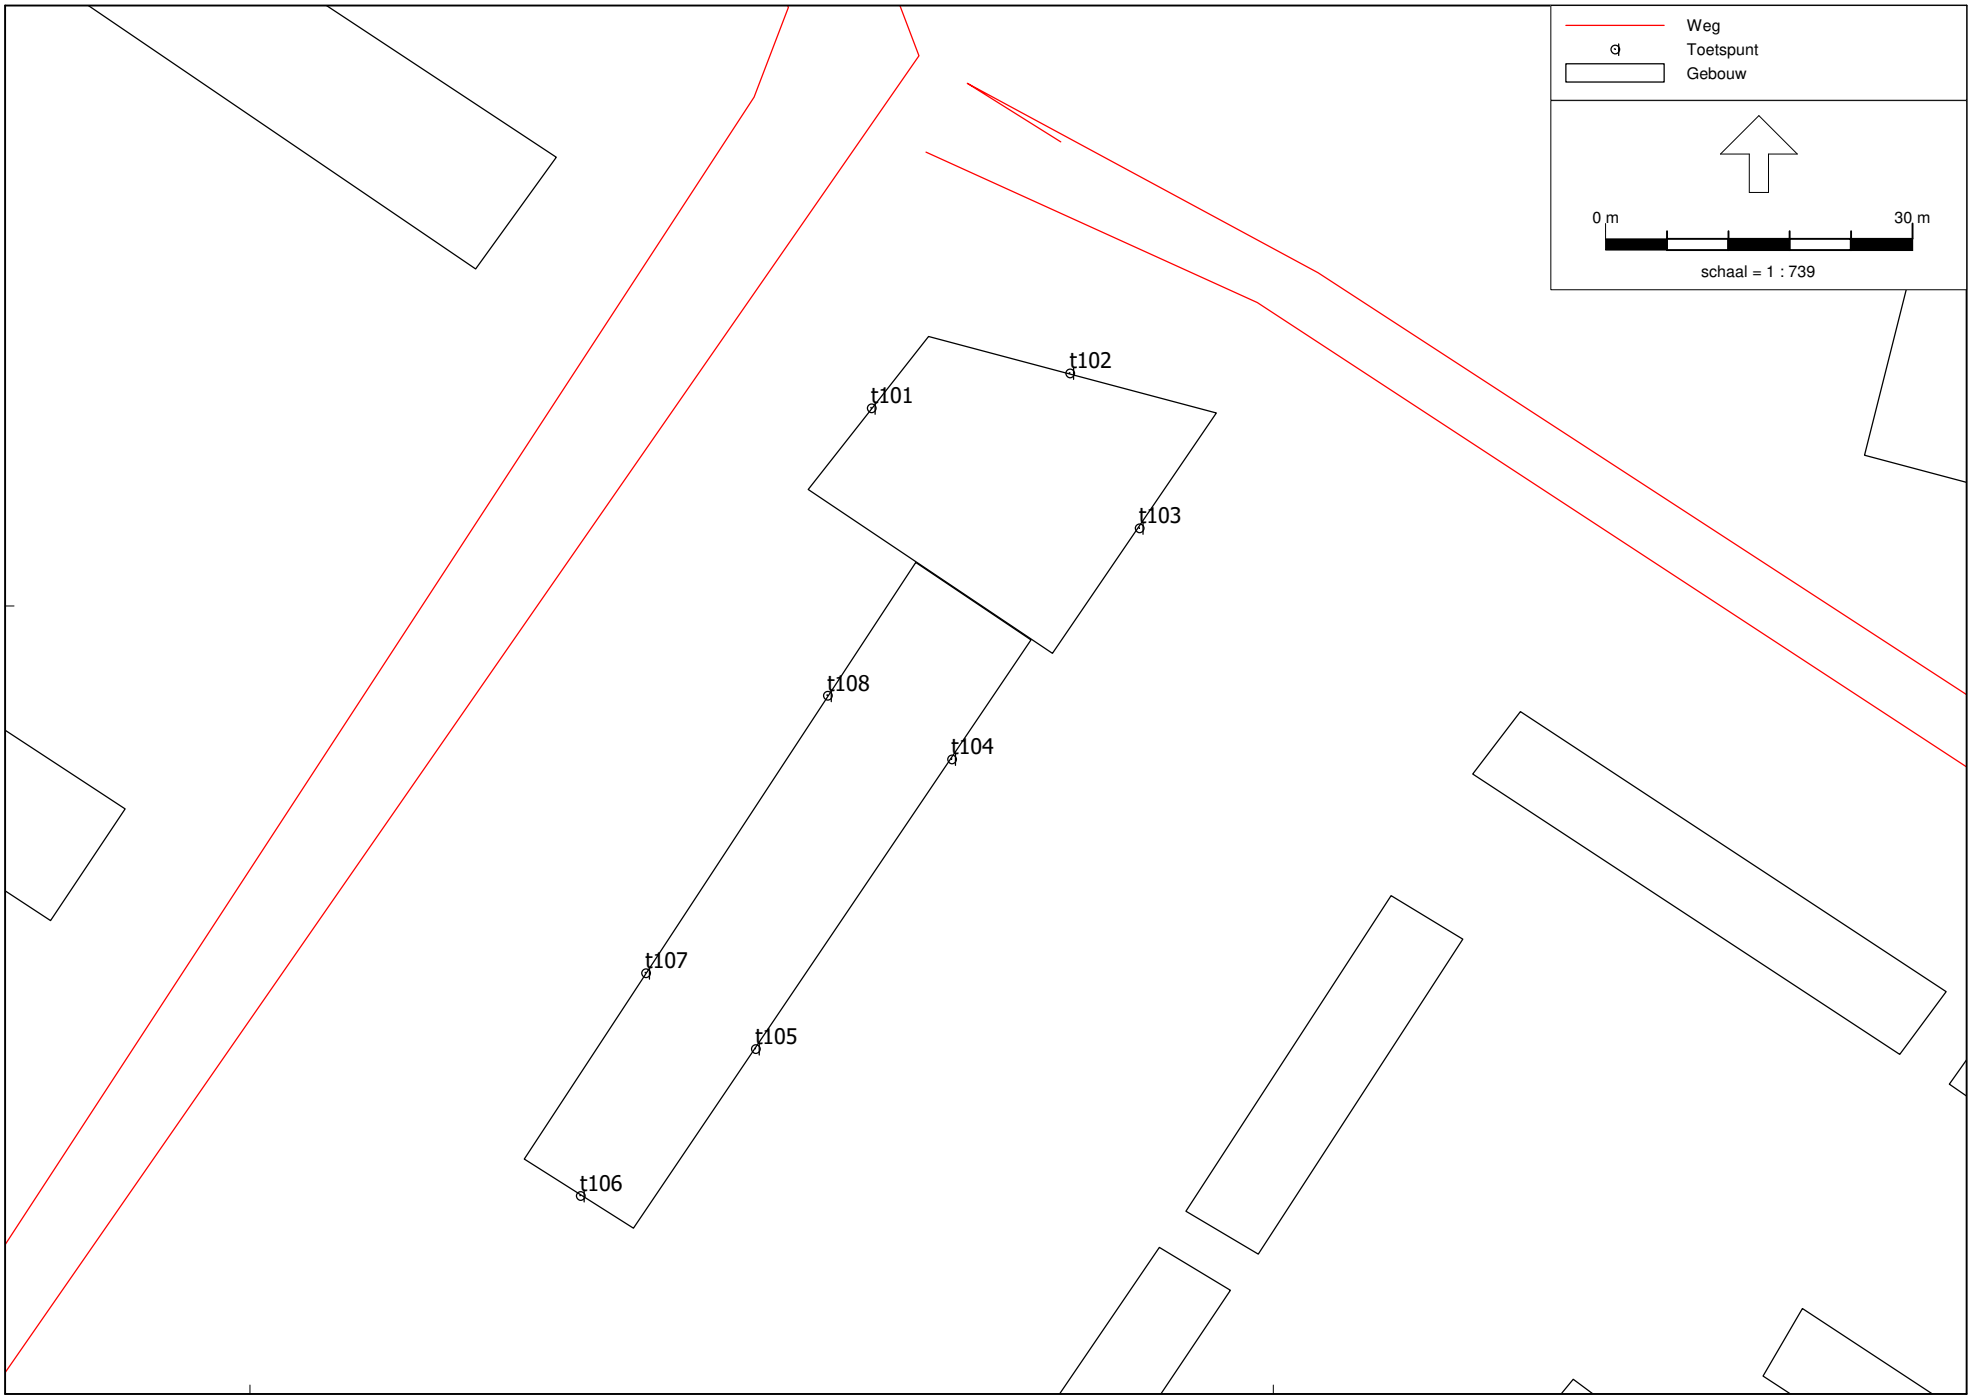 Weg
Toetspunt
Gebouw
0 m 30 m
schaal = 1 : 739
t102
t101
t103
t108
t104
t107
t105
t106